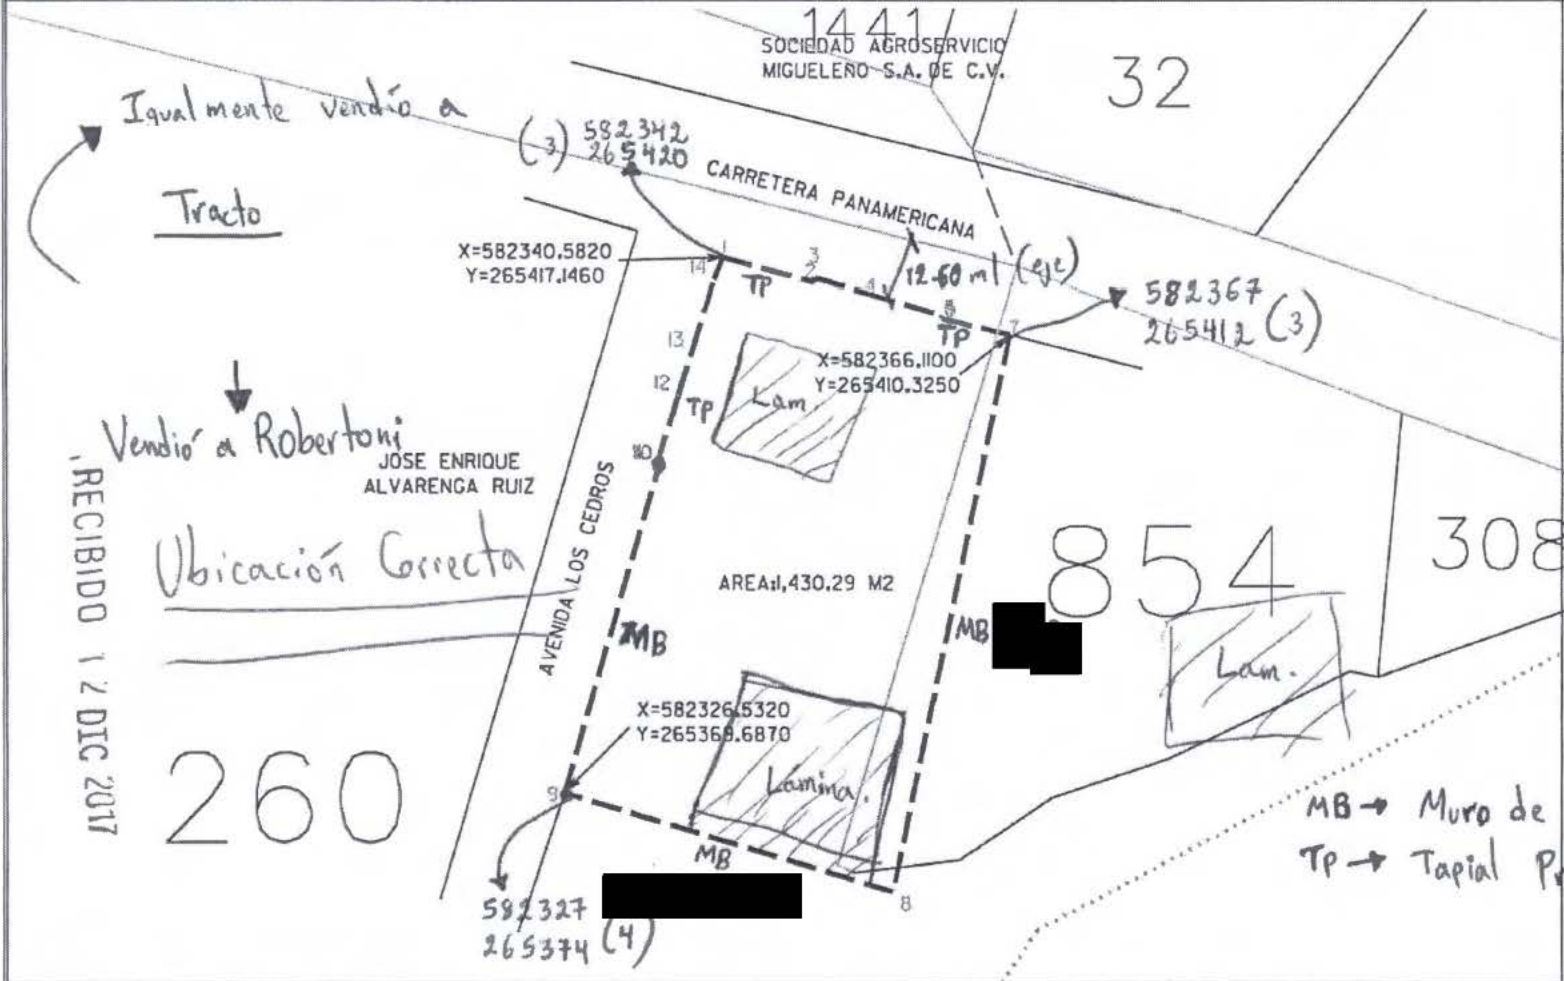 1441
SOCIEDAD AGROSERVICIO
MIGUELEÑO S.A. DE C.V.
32
Igualmente vendío a
Tracto
(3) 582342
265420
CARRETERA PANAMERICANA
X=582340.5820
Y=265417.1460
1
14
TP
3
2
4
12.60 ml (eje)
TP
7
582367
265412 (3)
13
12
TP
Lam.
X=582366.1100
Y=265410.3250
Vendió a Robertoni
JOSE ENRIQUE
ALVARENGA RUIZ
10
RECIBIDO 12 DIC 2017
Ubicación Correcta
AVENIDA LOS CEDROS
AREA:1,430.29 M2
854
308
MB
MB
Lam.
X=582326.5320
Y=265369.6870
260
9
Lamina.
MB
8
MB → Muro de
TP → Tapial
582327
265374 (4)